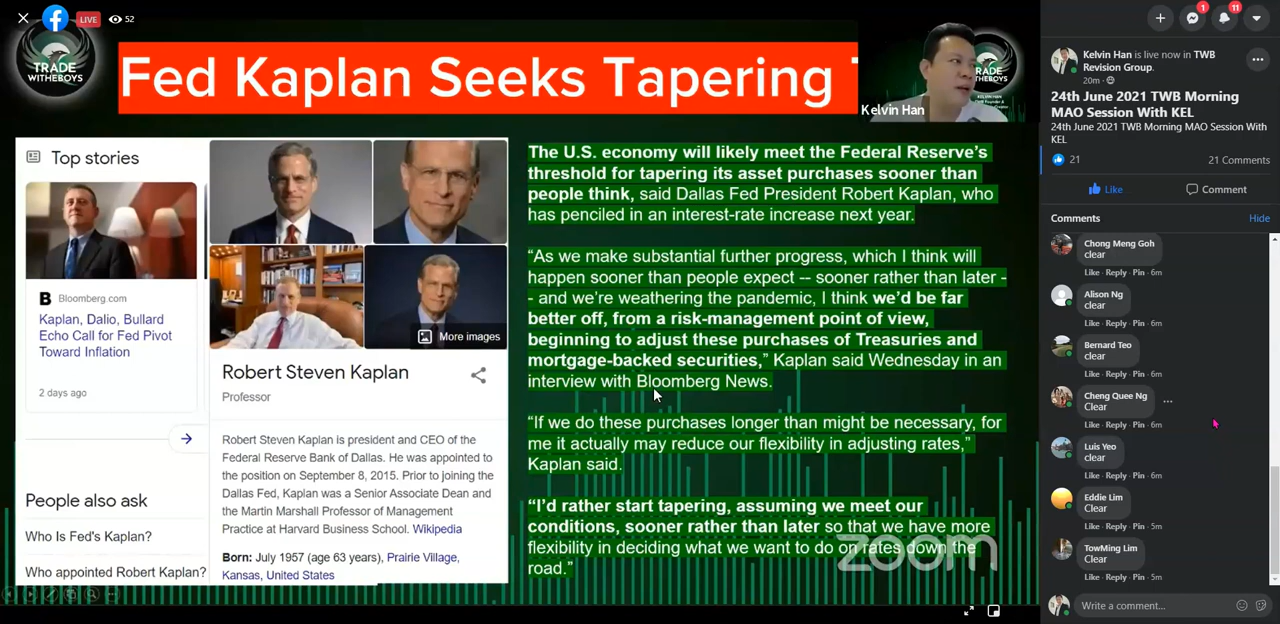 LIVE
52
TRADE
WITHEBOYS
Fed Kaplan Seeks Tapering
Kelvin Han
Top stories
B Bloomberg.com
Kaplan, Dalio, Bullard
Echo Call for Fed Pivot
Toward Inflation
2 days ago
People also ask
Who Is Fed's Kaplan?
Who appointed Robert Kaplan?
More images
Robert Steven Kaplan
Professor
Robert Steven Kaplan is president and CEO of the
Federal Reserve Bank of Dallas. He was appointed to
the position on September 8, 2015. Prior to joining the
Dallas Fed, Kaplan was a Senior Associate Dean and
the Martin Marshall Professor of Management
Practice at Harvard Business School. Wikipedia
Born: July 1957 (age 63 years), Prairie Village,
Kansas, United States
The U.S. economy will likely meet the Federal Reserve’s
threshold for tapering its asset purchases sooner than
people think, said Dallas Fed President Robert Kaplan, who
has penciled in an interest-rate increase next year.
“As we make substantial further progress, which I think will
happen sooner than people expect -- sooner rather than later -
- and we’re weathering the pandemic, I think we’d be far
better off, from a risk-management point of view,
beginning to adjust these purchases of Treasuries and
mortgage-backed securities,” Kaplan said Wednesday in an
interview with Bloomberg News.
“If we do these purchases longer than might be necessary, for
me it actually may reduce our flexibility in adjusting rates,”
Kaplan said.
“I’d rather start tapering, assuming we meet our
conditions, sooner rather than later so that we have more
flexibility in deciding what we want to do on rates down the
road.”
zoom
1
11
Kelvin Han is live now in TWB
Revision Group.
20m
24th June 2021 TWB Morning
MAO Session With KEL
24th June 2021 TWB Morning MAO Session With
KEL
21
21 Comments
Like
Comment
Comments
Hide
Chong Meng Goh
clear
Like · Reply · Pin · 6m
Alison Ng
clear
Like · Reply · Pin · 6m
Bernard Teo
clear
Like · Reply · Pin · 6m
Cheng Quee Ng
Clear
Like · Reply · Pin · 6m
Luis Yeo
clear
Like · Reply · Pin · 6m
Eddie Lim
Clear
Like · Reply · Pin · 5m
TowMing Lim
Clear
Like · Reply · Pin · 5m
Write a comment...